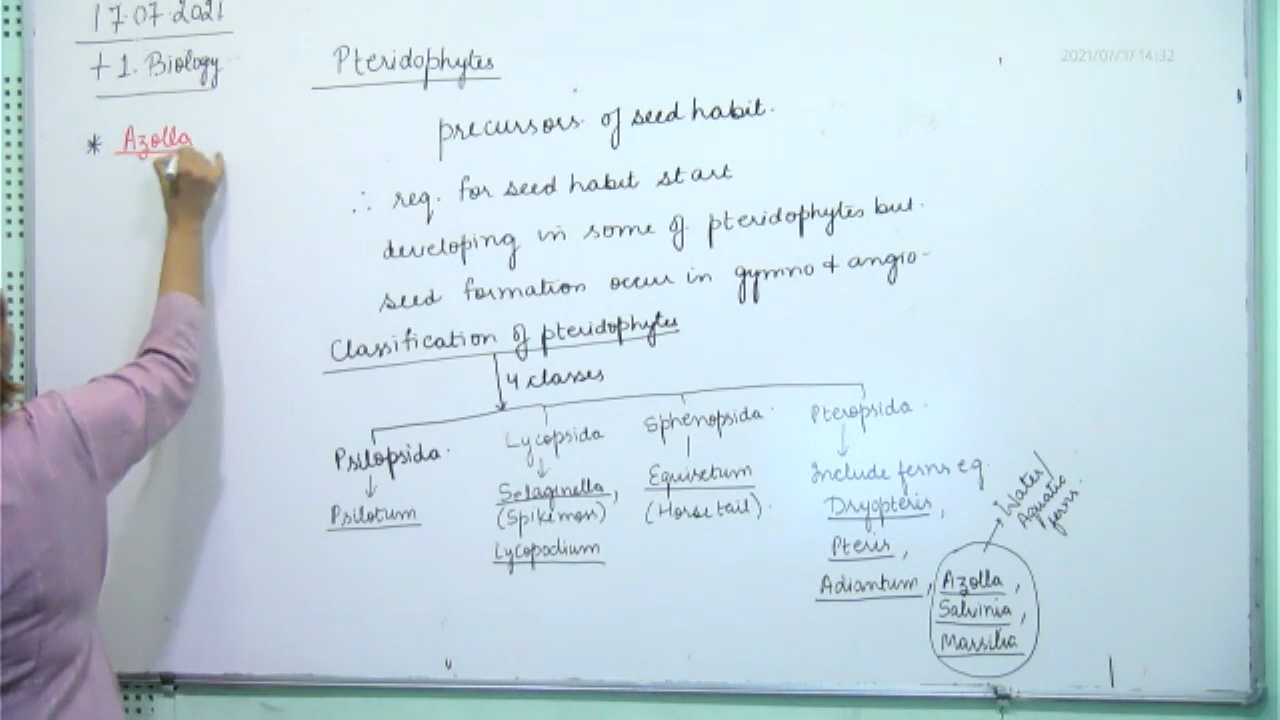 17.07.2021
+1. Biology
* Azolla
Pteridophytes
2021/07/17 14:32
precursors of seed habit.
∴ req. for seed habit start
developing in some of pteridophytes but
seed formation occur in gymno & angio-
Classification of pteridophytes
4 classes
Psilopsida.
Psilotum
Lycopsida
Selaginella,
(Spikemoss)
Lycopodium
Sphenopsida.
Equisetum
(Horse tail).
Pteropsida.
Include ferns eg.
Dryopteris,
Pteris,
Adiantum, Azolla,
Salvinia,
Marsilia
Water/
Aquatic
ferns.